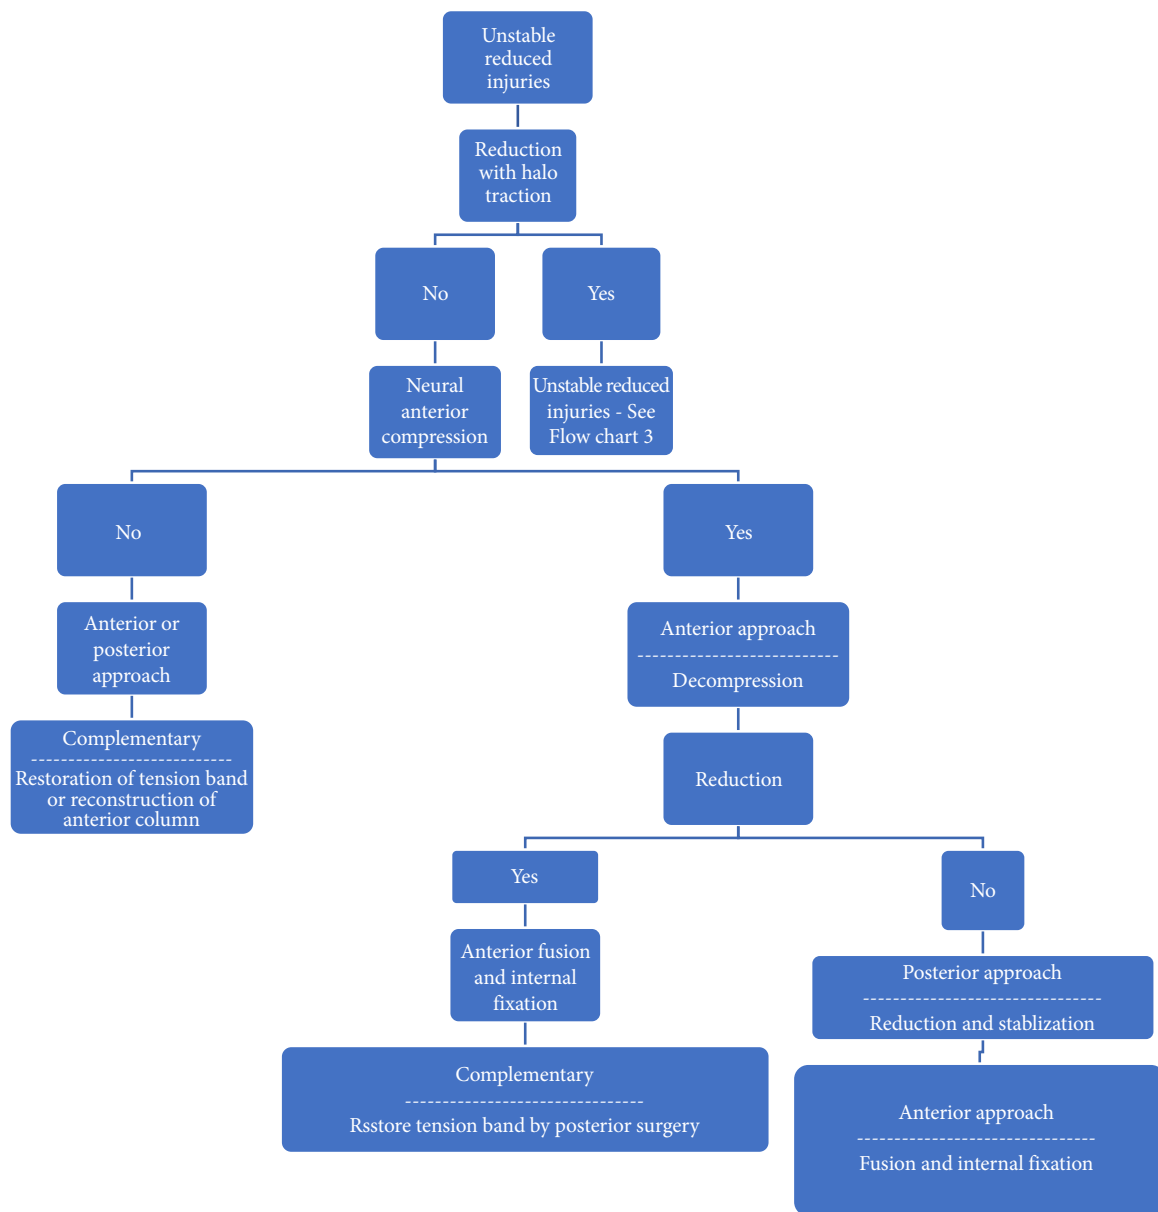 Unstable
reduced
injuries
Reduction
with halo
traction
No
Yes
Neural
anterior
compression
Unstable reduced
injuries - See
Flow chart 3
No
Yes
Anterior or
posterior
approach
Anterior approach
Decompression
Complementary
Restoration of tension band
or reconstruction of
anterior column
Reduction
Yes
No
Anterior fusion
and internal
fixation
Posterior approach
Reduction and stablization
Complementary
Rsstore tension band by posterior surgery
Anterior approach
Fusion and internal fixation